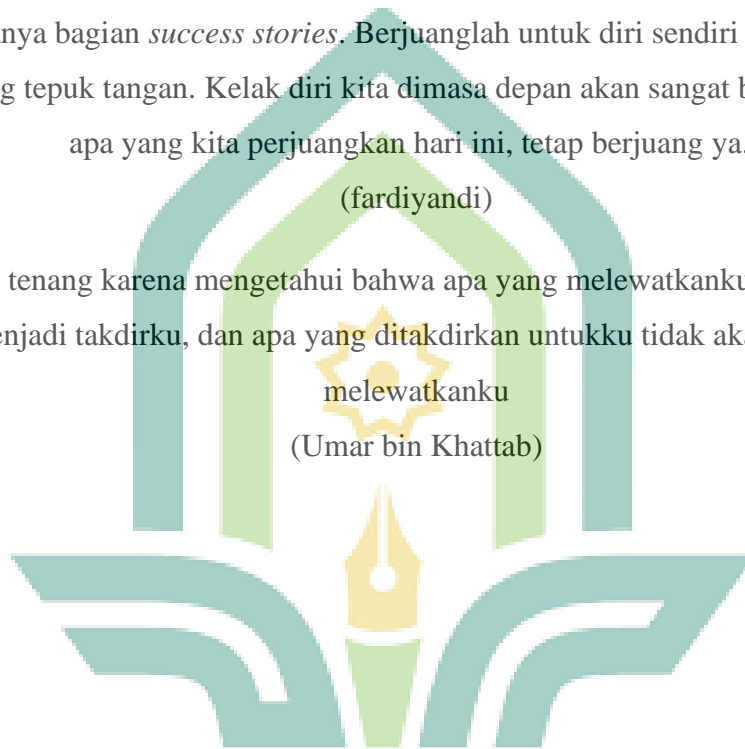 nya bagian success stories. Berjuanglah untuk diri sendiri
g tepuk tangan. Kelak diri kita dimasa depan akan sangat b
apa yang kita perjuangkan hari ini, tetap berjuang ya.
(fardiyandi)
tenang karena mengetahui bahwa apa yang melewatkanku
enjadi takdirku, dan apa yang ditakdirkan untukku tidak aka
melewatkanku
(Umar bin Khattab)